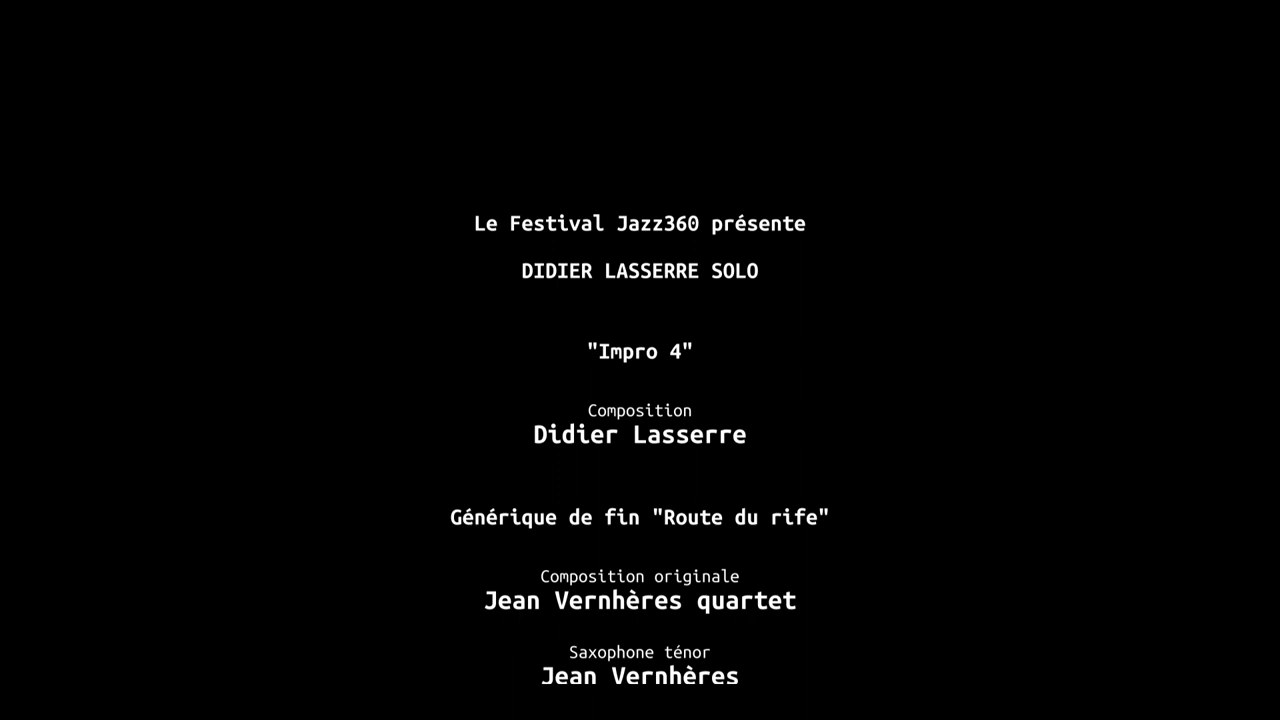 Le Festival Jazz360 présente
DIDIER LASSERRE SOLO
"Impro 4"
Composition
Didier Lasserre
Générique de fin "Route du rife"
Composition originale
Jean Vernhères quartet
Saxophone ténor
Jean Vernhères